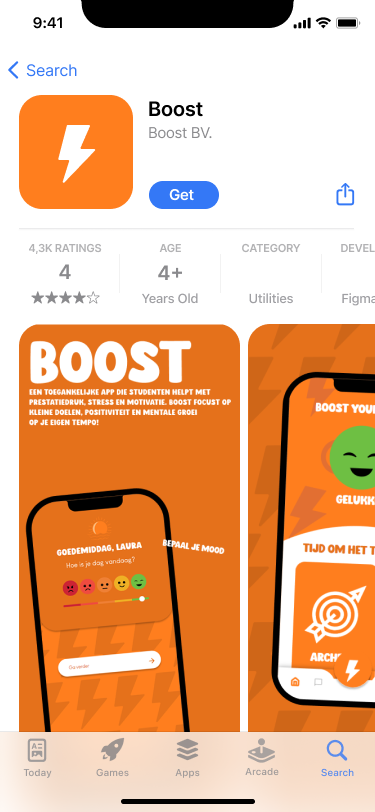 9:41
Search
Boost
Boost BV.
Get
4,3K RATINGS
4
AGE
4+
Years Old
CATEGORY
Utilities
DEVEL
Figma
BOOST
EEN TOEGANKELIJKE APP DIE STUDENTEN HELPT MET
PRESTATIEDRUK, STRESS EN MOTIVATIE. BOOST FOCUST OP
KLEINE DOELEN, POSITIVITEIT EN MENTALE GROEI
OP JE EIGEN TEMPO!
GOEDEMIDDAG, LAURA
Hoe is je dag vandaag?
BEPAAL JE MOOD
Ga verder
BOOST YOU
GELUKK
TIJD OM HET T
ARCH
Today
Games
Apps
Arcade
Search